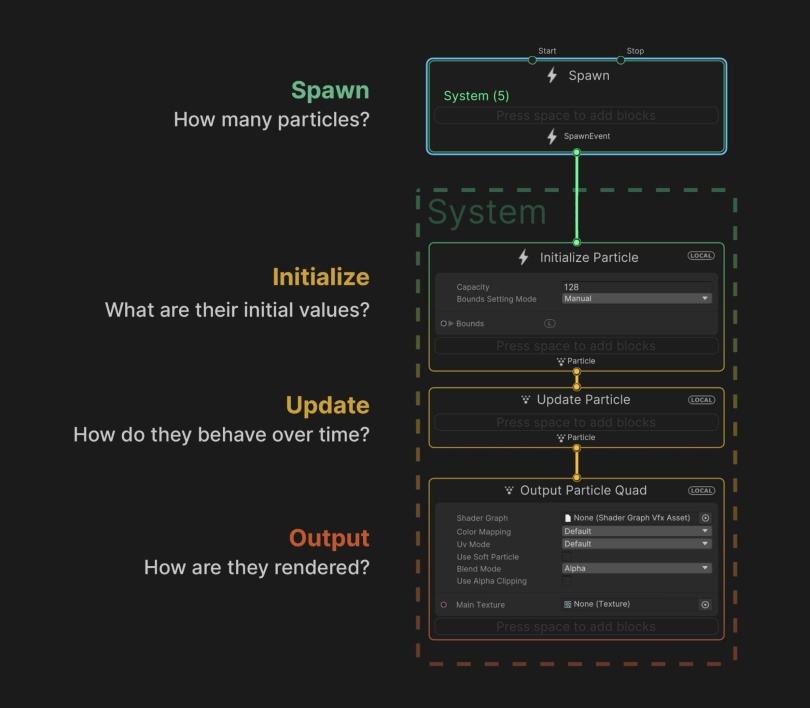 Start
Stop
Spawn
How many particles?
Spawn
System (5)
Press space to add blocks
SpawnEvent
System
Initialize
What are their initial values?
Initialize Particle
LOCAL
Capacity
128
Bounds Setting Mode
Manual
Bounds
L
Press space to add blocks
Particle
Update
How do they behave over time?
Update Particle
LOCAL
Press space to add blocks
Particle
Output
How are they rendered?
Output Particle Quad
LOCAL
Shader Graph
None (Shader Graph Vfx Asset)
Color Mapping
Default
Uv Mode
Default
Use Soft Particle
Blend Mode
Alpha
Use Alpha Clipping
Main Texture
None (Texture)
Press space to add blocks